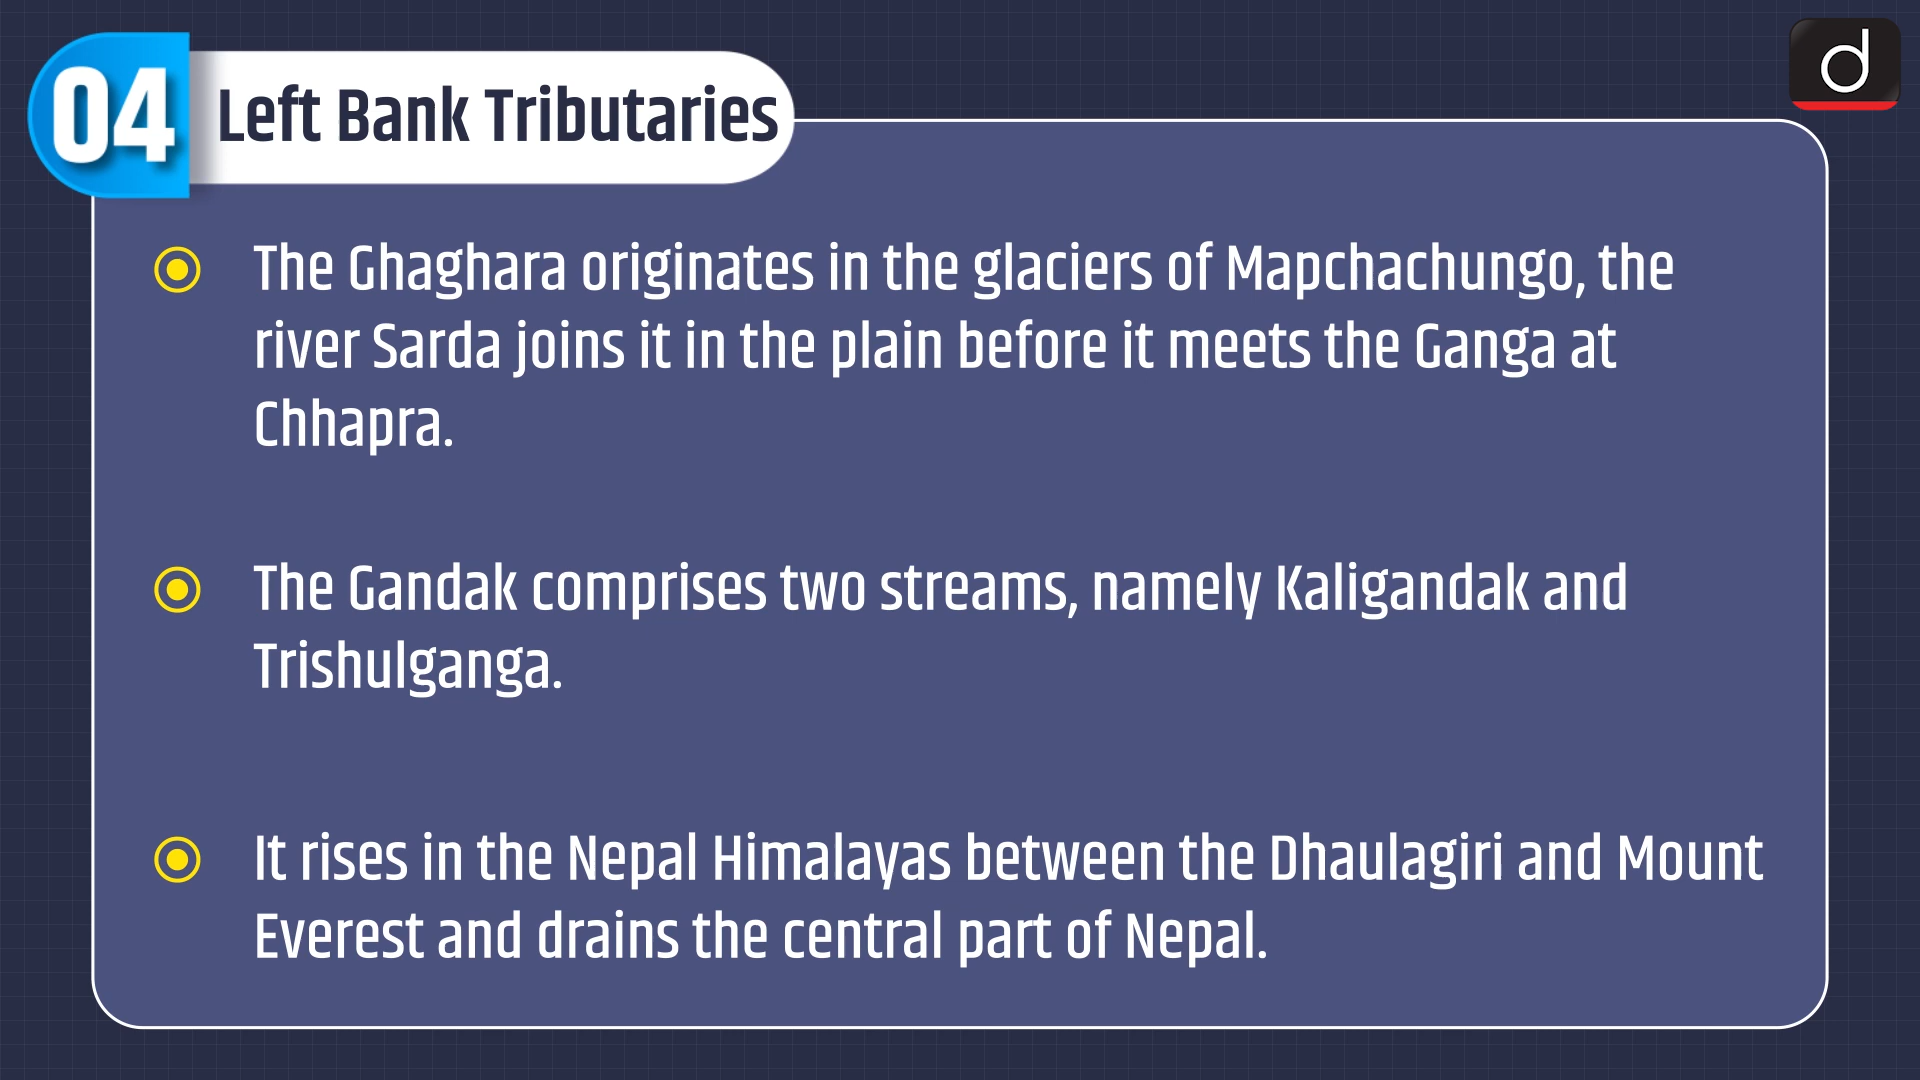 04
Left Bank Tributaries
d
The Ghaghara originates in the glaciers of Mapchachungo, the
river Sarda joins it in the plain before it meets the Ganga at
Chhapra.
The Gandak comprises two streams, namely Kaligandak and
Trishulganga.
It rises in the Nepal Himalayas between the Dhaulagiri and Mount
Everest and drains the central part of Nepal.